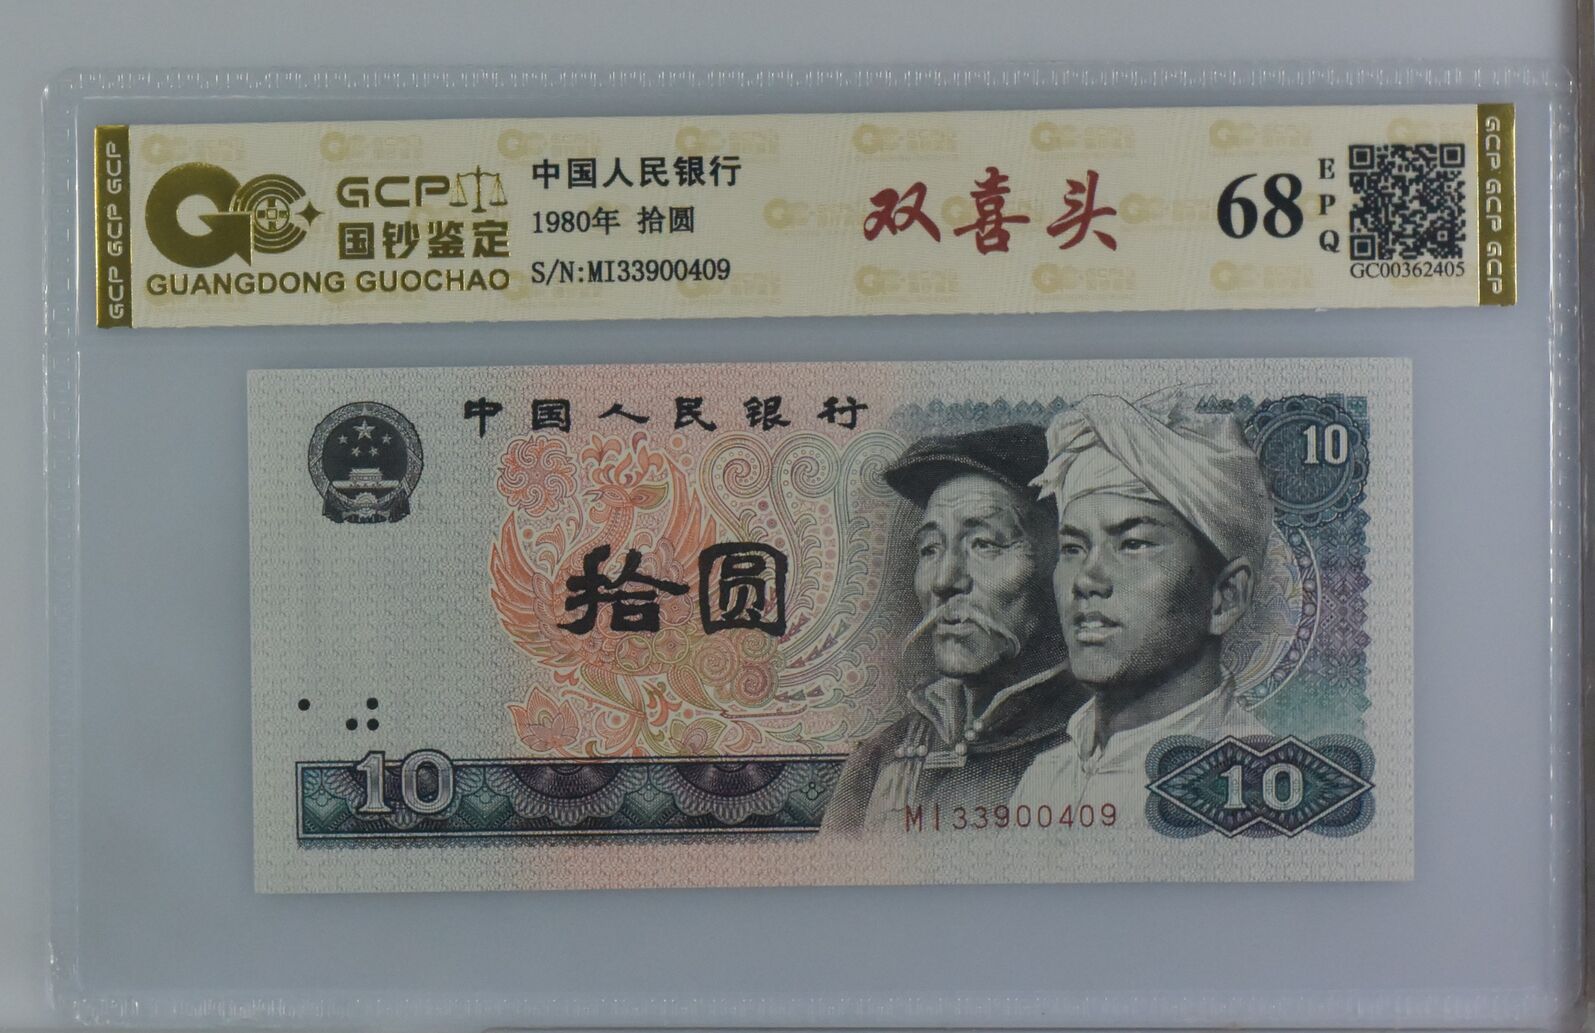 GCP GCP GCP
GCP
国钞鉴定
GUANGDONG GUOCHAO
中国人民银行
1980年 拾圆
S/N:MI33900409
双喜头
68
EPQ
GC00362405
GCP GCP GCP GCP
中国人民银行
10
拾圆
10
MI33900409
10